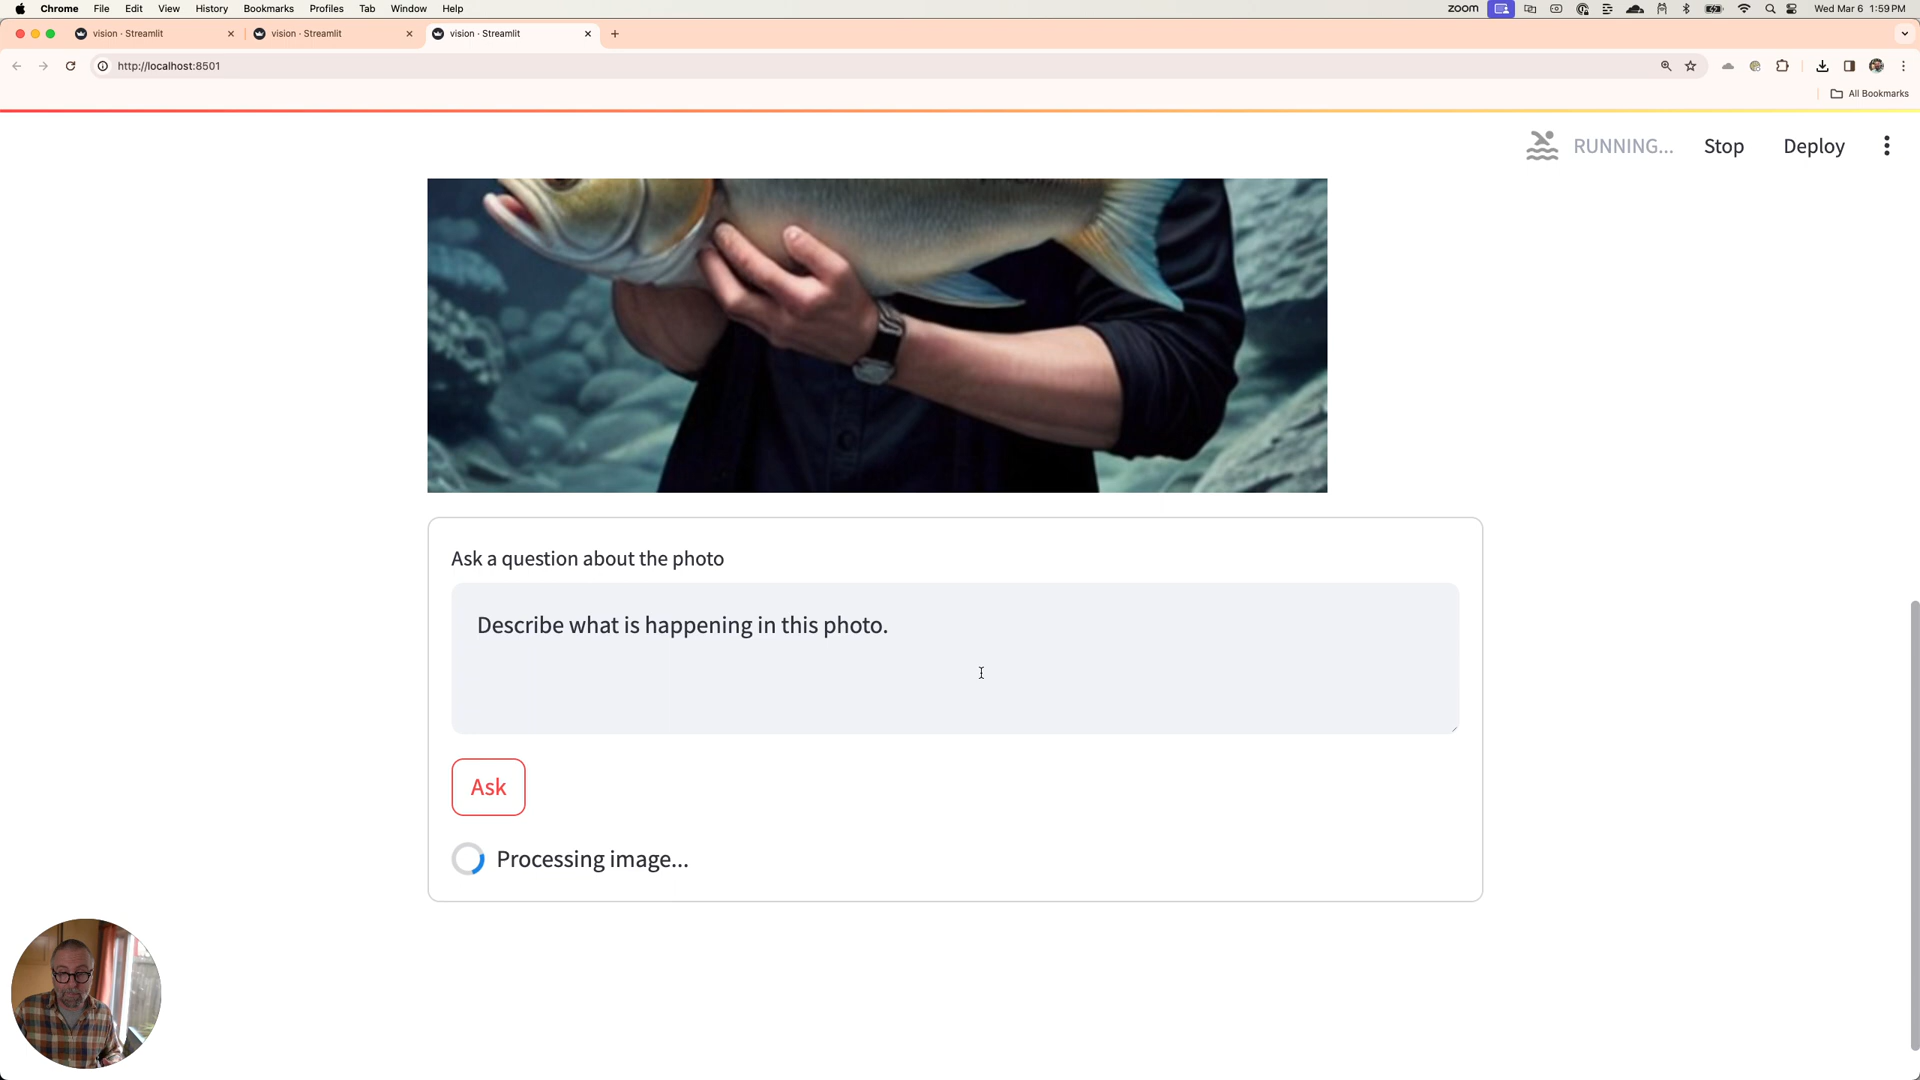 Chrome File Edit View History Bookmarks Profiles Tab Window Help zoom Wed Mar 6 1:59 PM
vision · Streamlit vision · Streamlit vision · Streamlit
http://localhost:8501
All Bookmarks
RUNNING... Stop Deploy
Ask a question about the photo
Describe what is happening in this photo.
Ask
Processing image...